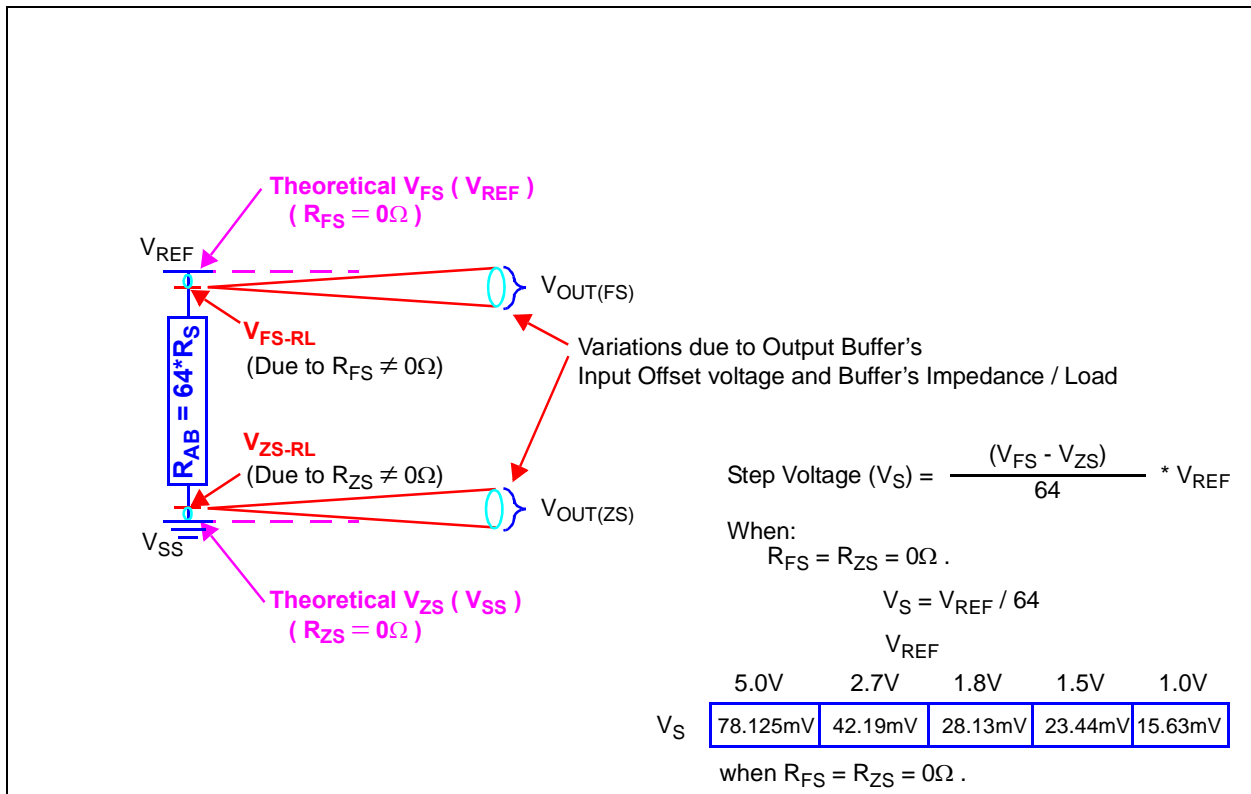 Theoretical VFS ( VREF )
( RFS = 0Ω )
VREF
VOUT(FS)
VFS-RL
(Due to RFS ≠ 0Ω)
RAB = 64*RS
Variations due to Output Buffer's
Input Offset voltage and Buffer's Impedance / Load
VZS-RL
(Due to RZS ≠ 0Ω)
VOUT(ZS)
VSS
Theoretical VZS ( VSS )
( RZS = 0Ω )
Step Voltage (VS) = (VFS - VZS) / 64 * VREF
When:
RFS = RZS = 0Ω .
VS = VREF / 64
VREF
5.0V 2.7V 1.8V 1.5V 1.0V
VS 78.125mV 42.19mV 28.13mV 23.44mV 15.63mV
when RFS = RZS = 0Ω .